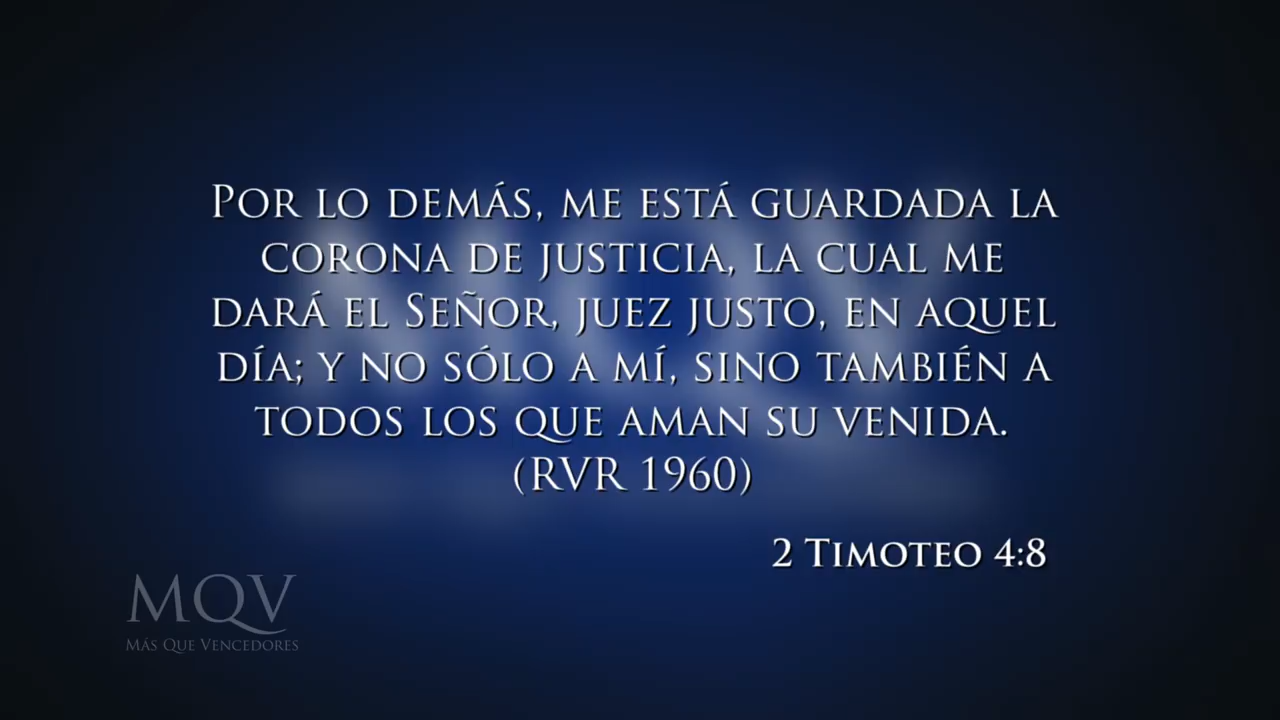 Por lo demás, me está guardada la
corona de justicia, la cual me
dará el Señor, juez justo, en aquel
día; y no sólo a mí, sino también a
todos los que aman su venida.
(RVR 1960)
2 Timoteo 4:8
MQV
Más Que Vencedores